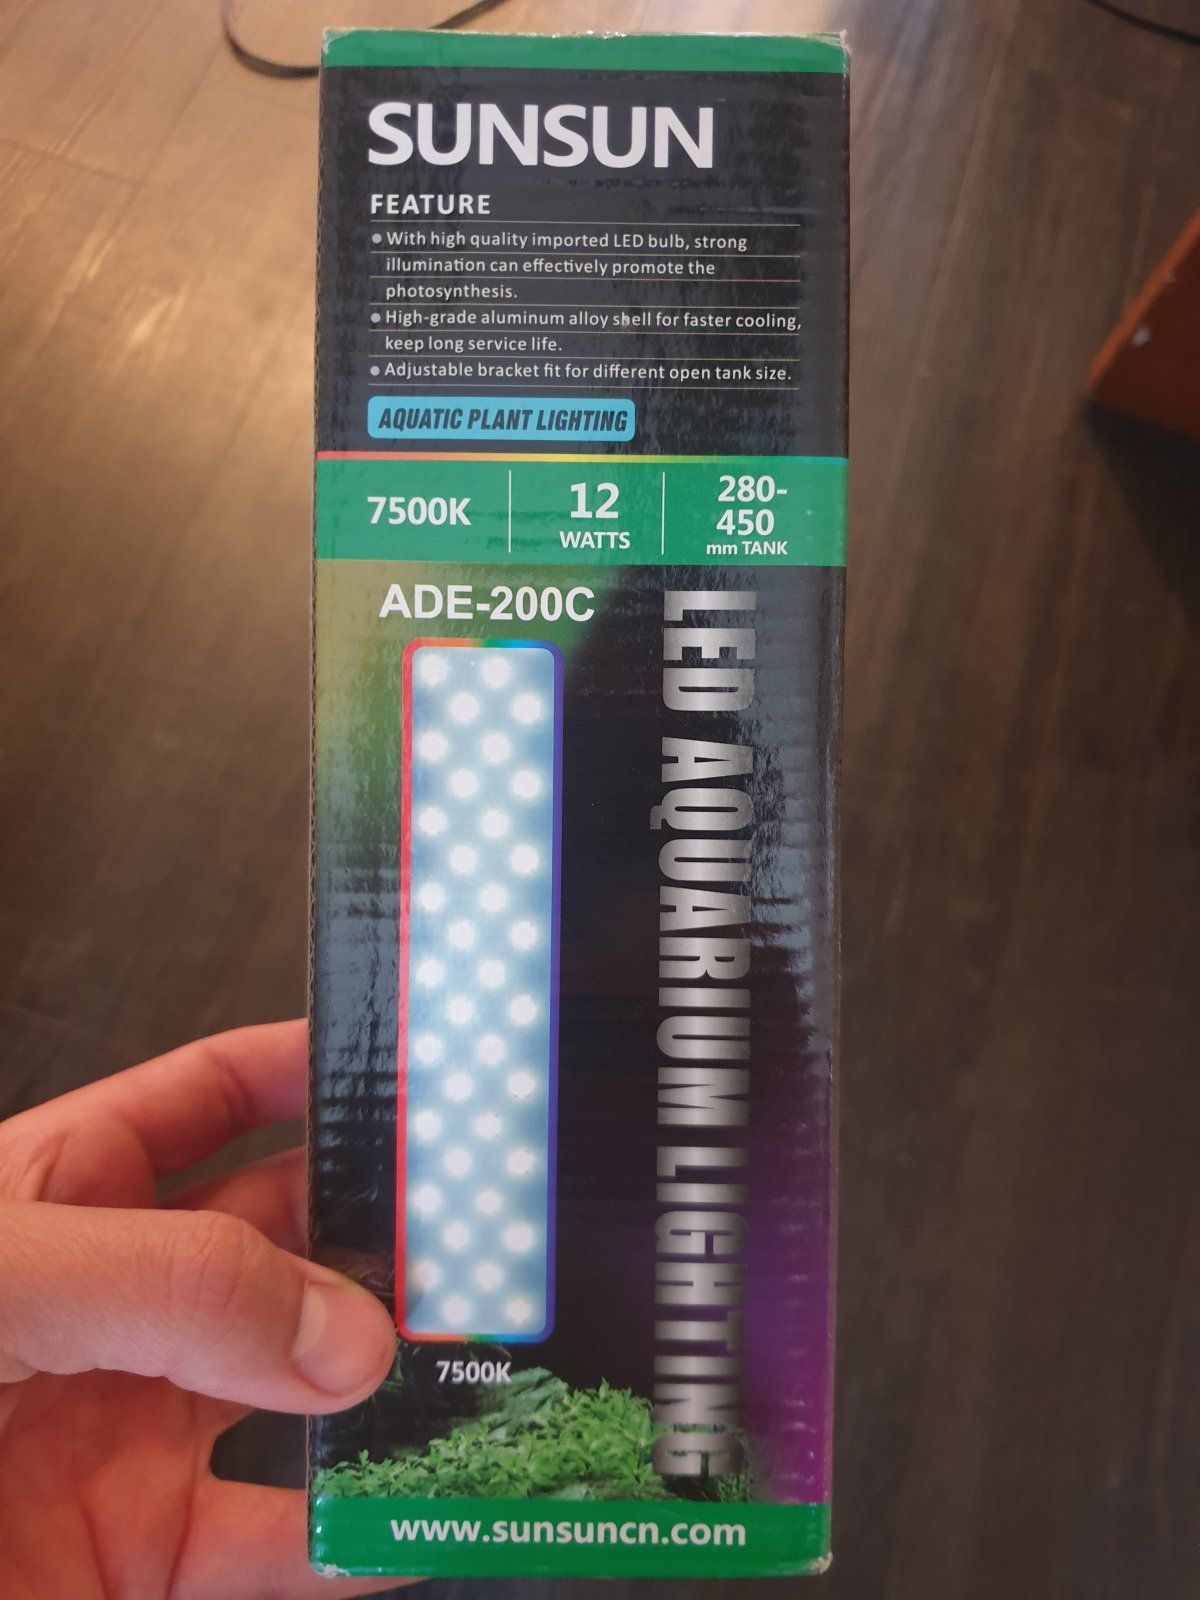 SUNSUN
FEATURE
• With high quality imported LED bulb, strong
illumination can effectively promote the
photosynthesis.
• High-grade aluminum alloy shell for faster cooling,
keep long service life.
• Adjustable bracket fit for different open tank size.
AQUATIC PLANT LIGHTING
7500K
12
WATTS
280-
450
mm TANK
ADE-200C
LED AQUARIUM LIGHTING
7500K
www.sunsuncn.com